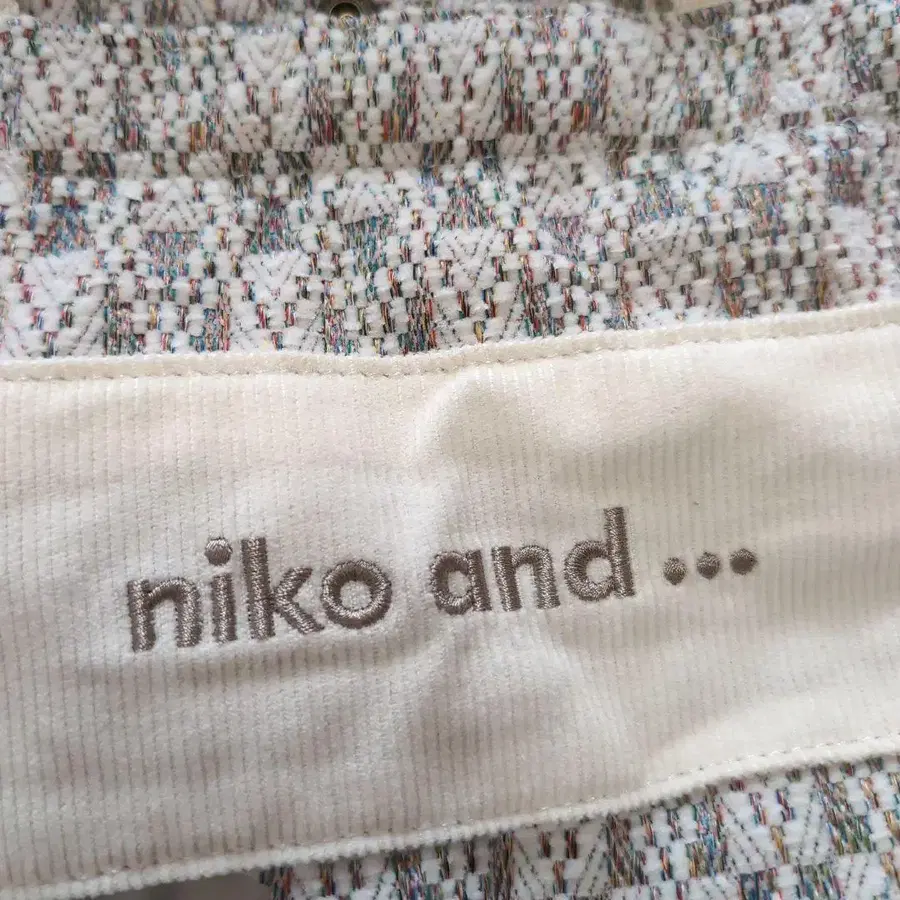 niko and •••